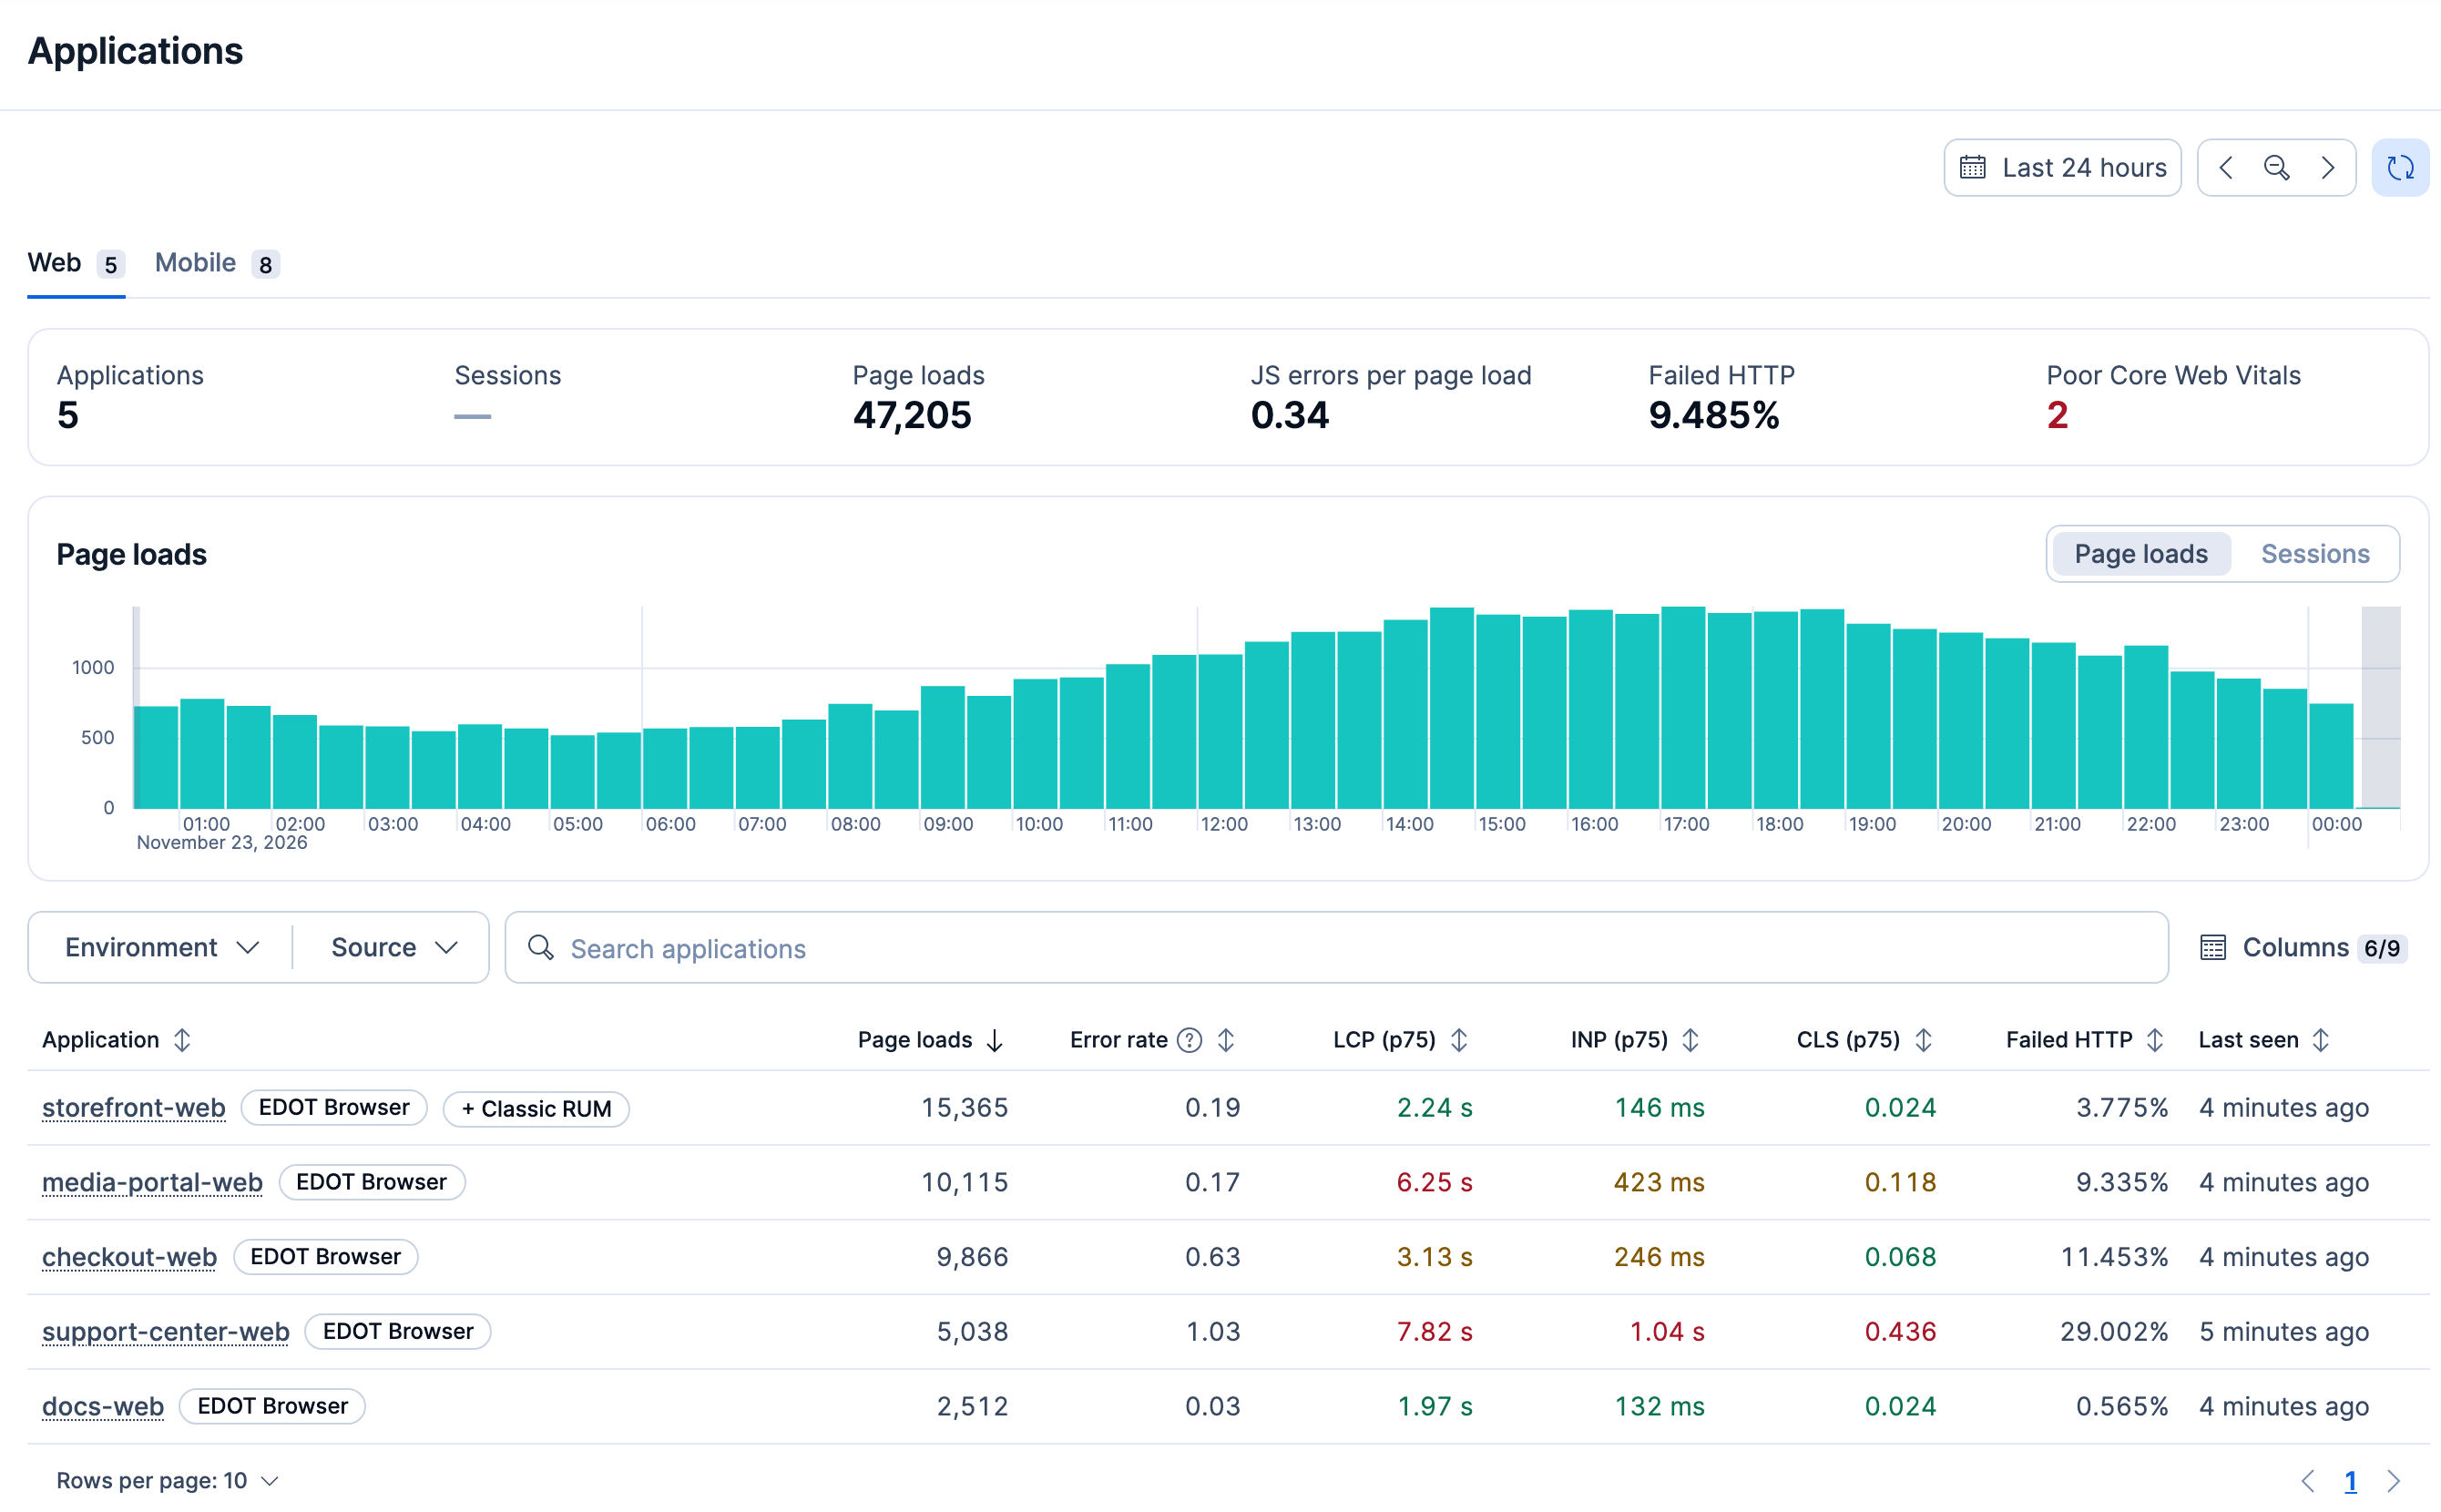 Applications
Last 24 hours
Web 5 Mobile 8
Applications Sessions Page loads JS errors per page load Failed HTTP Poor Core Web Vitals
5 — 47,205 0.34 9.485% 2
Page loads Page loads Sessions
1000
500
0
01:00 02:00 03:00 04:00 05:00 06:00 07:00 08:00 09:00 10:00 11:00 12:00 13:00 14:00 15:00 16:00 17:00 18:00 19:00 20:00 21:00 22:00 23:00 00:00
November 23, 2026
Environment Source Search applications Columns 6/9
Application Page loads Error rate ? LCP (p75) INP (p75) CLS (p75) Failed HTTP Last seen
storefront-web EDOT Browser + Classic RUM 15,365 0.19 2.24 s 146 ms 0.024 3.775% 4 minutes ago
media-portal-web EDOT Browser 10,115 0.17 6.25 s 423 ms 0.118 9.335% 4 minutes ago
checkout-web EDOT Browser 9,866 0.63 3.13 s 246 ms 0.068 11.453% 4 minutes ago
support-center-web EDOT Browser 5,038 1.03 7.82 s 1.04 s 0.436 29.002% 5 minutes ago
docs-web EDOT Browser 2,512 0.03 1.97 s 132 ms 0.024 0.565% 4 minutes ago
Rows per page: 10 1